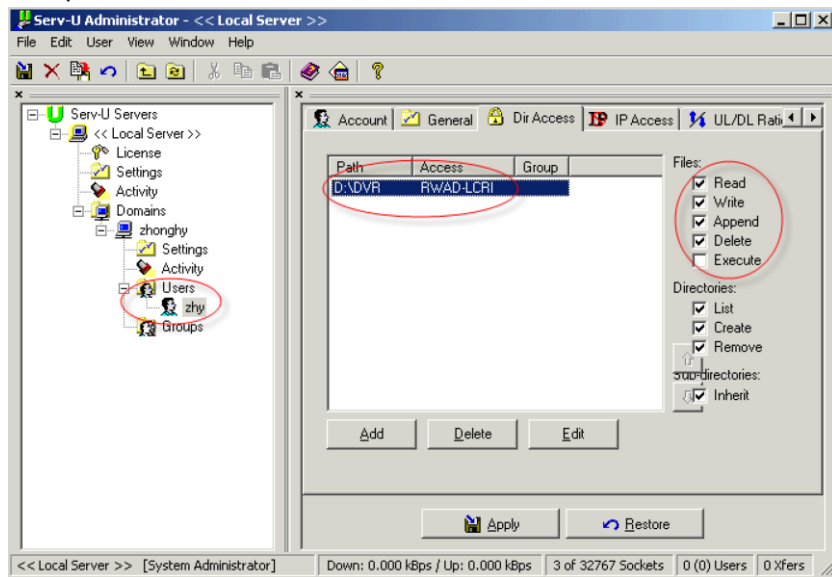 Serv-U Administrator - << Local Server >>
File Edit User View Window Help
Serv-U Servers
<< Local Server >>
License
Settings
Activity
Domains
zhonghy
Settings
Activity
Users
zhy
Groups
Account General Dir Access IP Access UL/DL Rati
Path Access Group
D:\DVR RWAD-LCRI
Files:
Read
Write
Append
Delete
Execute
Directories:
List
Create
Remove
Sub-directories:
Inherit
Add Delete Edit
Apply Restore
<< Local Server >> [System Administrator] Down: 0.000 kBps / Up: 0.000 kBps 3 of 32767 Sockets 0 (0) Users 0 Xfers